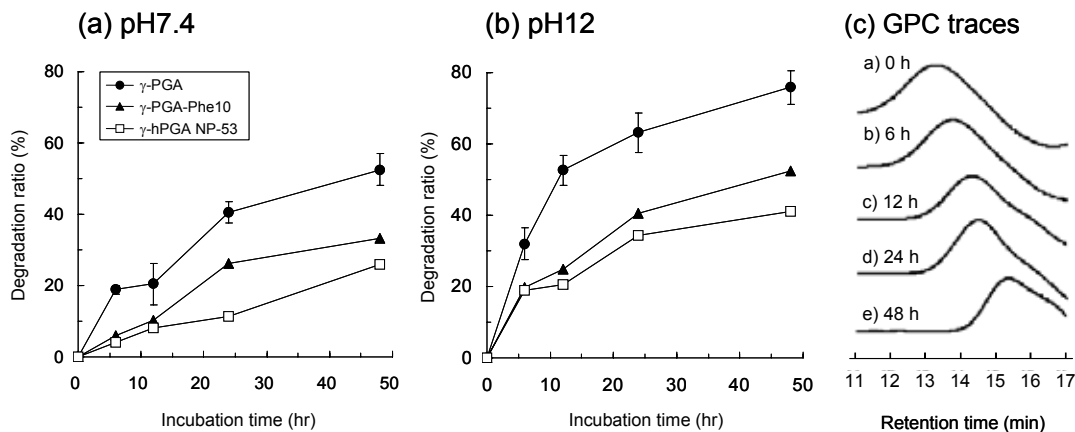 (a) pH7.4
80
60
40
20
0
0 10 20 30 40 50
Degradation ratio (%)
Incubation time (hr)
γ-PGA
γ-PGA-Phe10
γ-hPGA NP-53
(b) pH12
80
60
40
20
0
0 10 20 30 40 50
Degradation ratio (%)
Incubation time (hr)
(c) GPC traces
a) 0 h
b) 6 h
c) 12 h
d) 24 h
e) 48 h
11 12 13 14 15 16 17
Retention time (min)